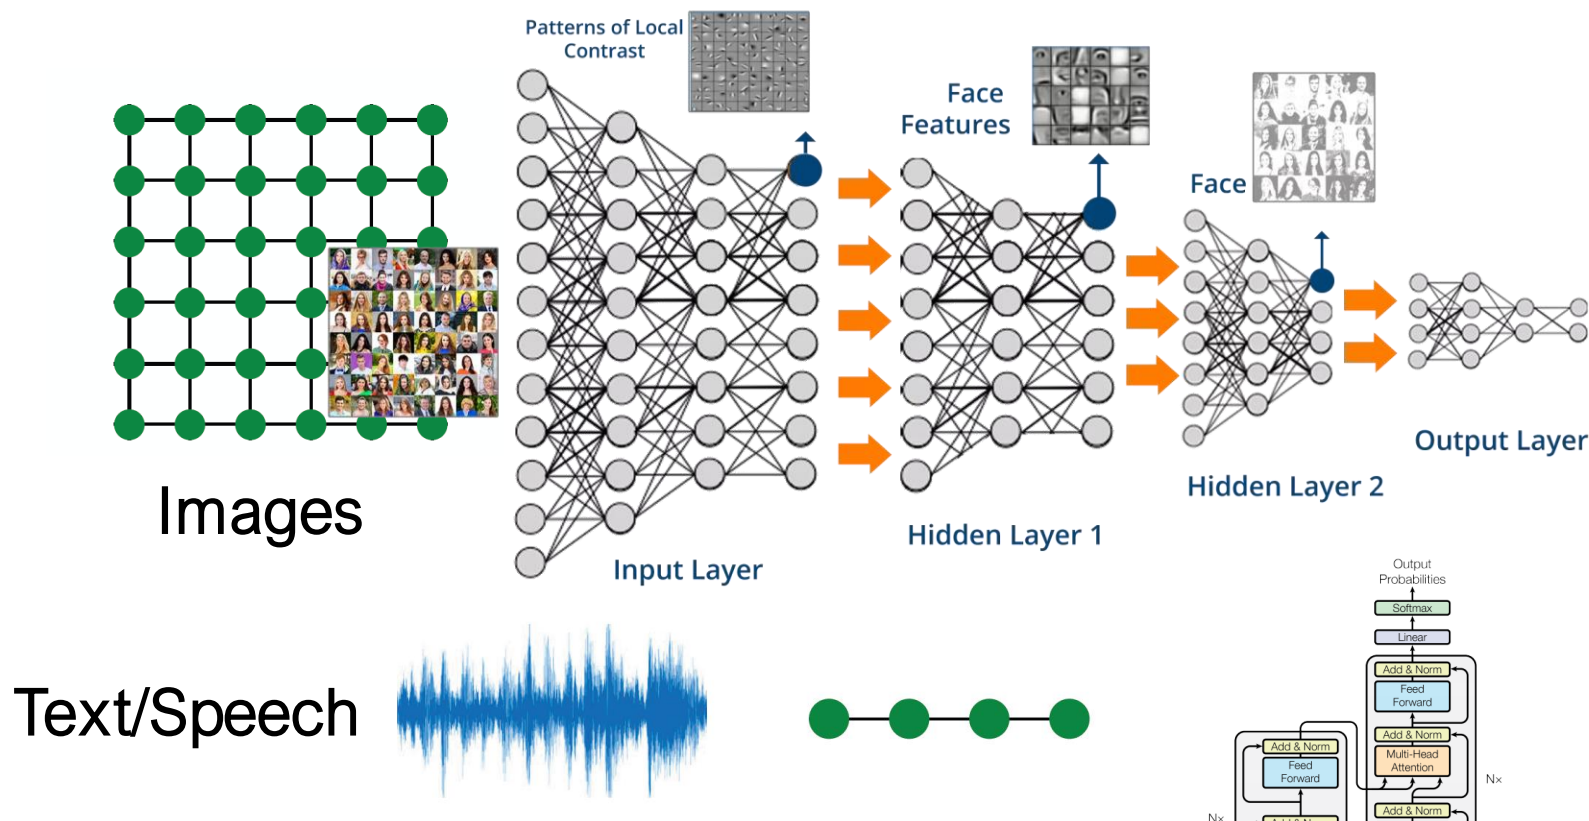 Patterns of Local
Contrast
Face
Features
Face
Images
Input Layer
Hidden Layer 1
Hidden Layer 2
Output Layer
Text/Speech
Output
Probabilities
Softmax
Linear
Add & Norm
Feed
Forward
Add & Norm
Multi-Head
Attention
Nx
Add & Norm
Add & Norm
Feed
Forward
Nx
Add & Norm